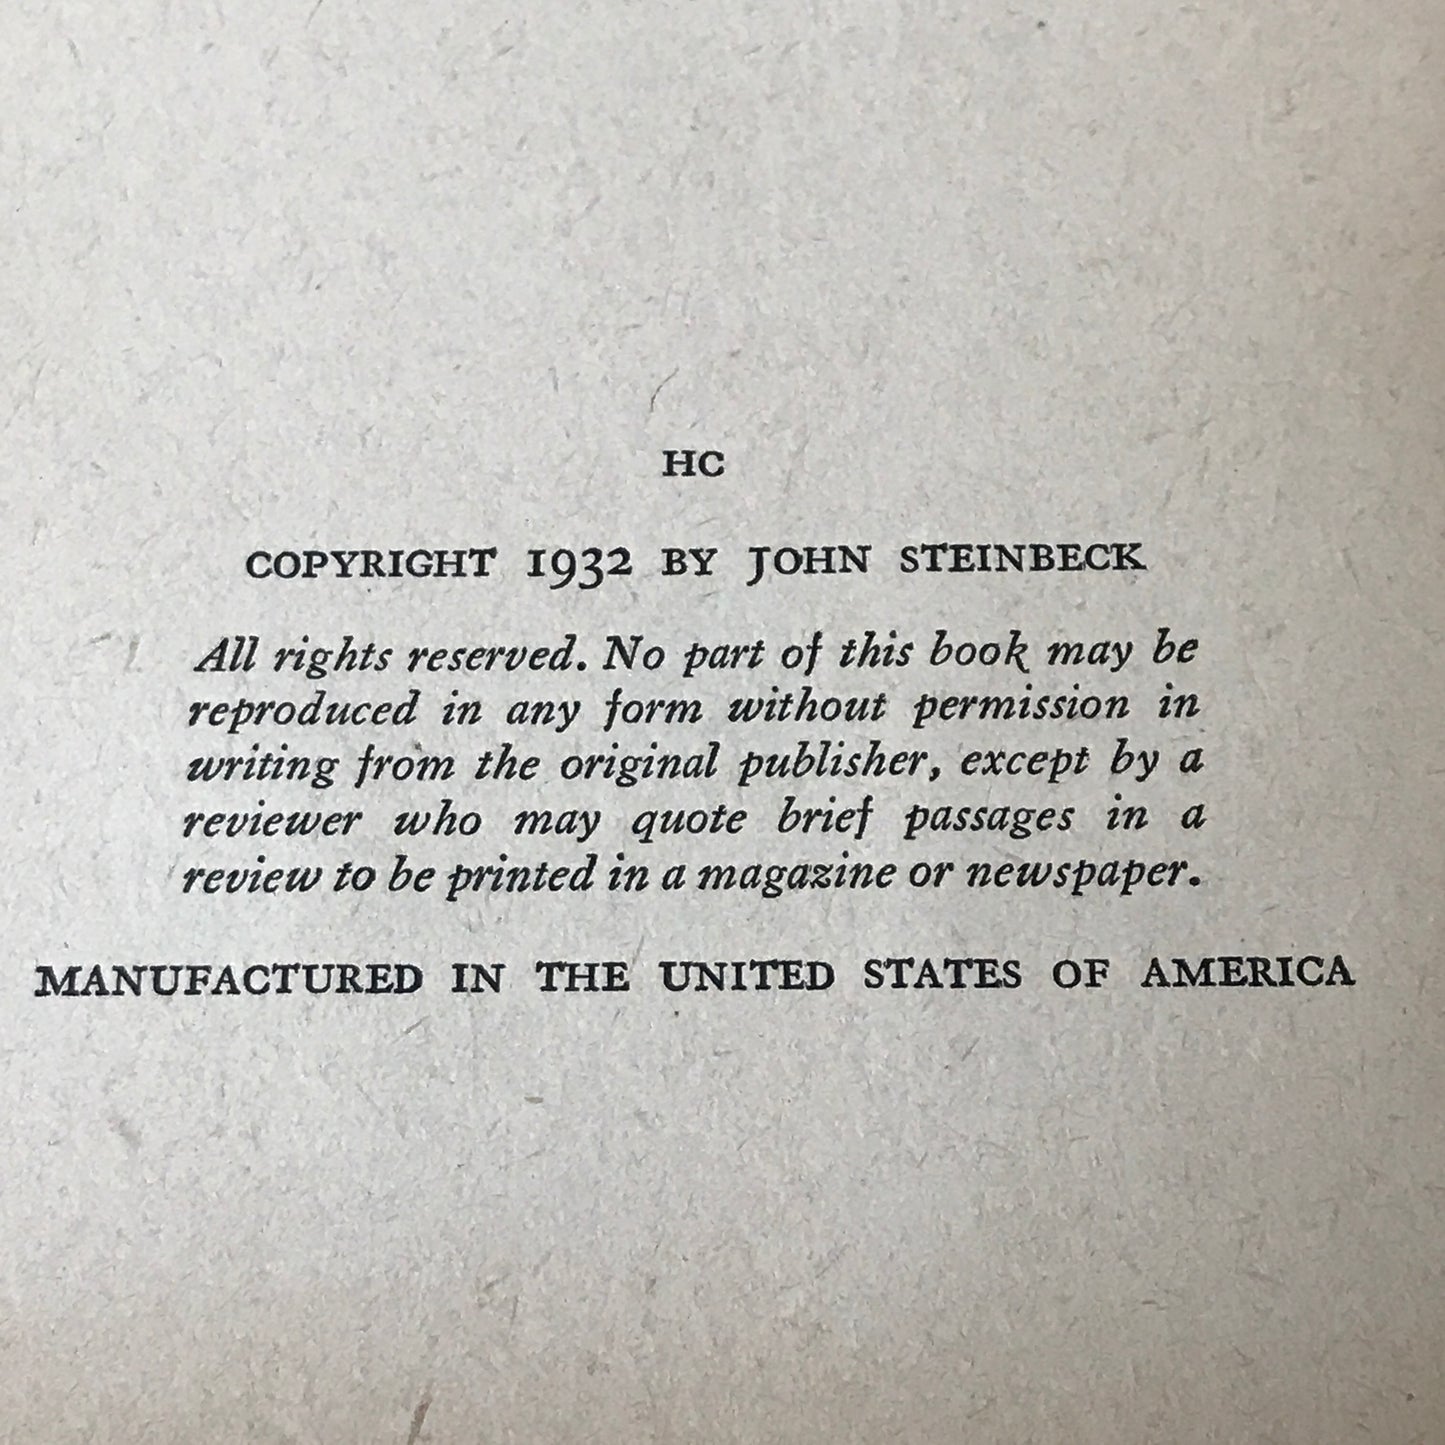 HC
COPYRIGHT 1932 BY JOHN STEINBECK
All rights reserved. No part of this book may be
reproduced in any form without permission in
writing from the original publisher, except by a
reviewer who may quote brief passages in a
review to be printed in a magazine or newspaper.
MANUFACTURED IN THE UNITED STATES OF AMERICA